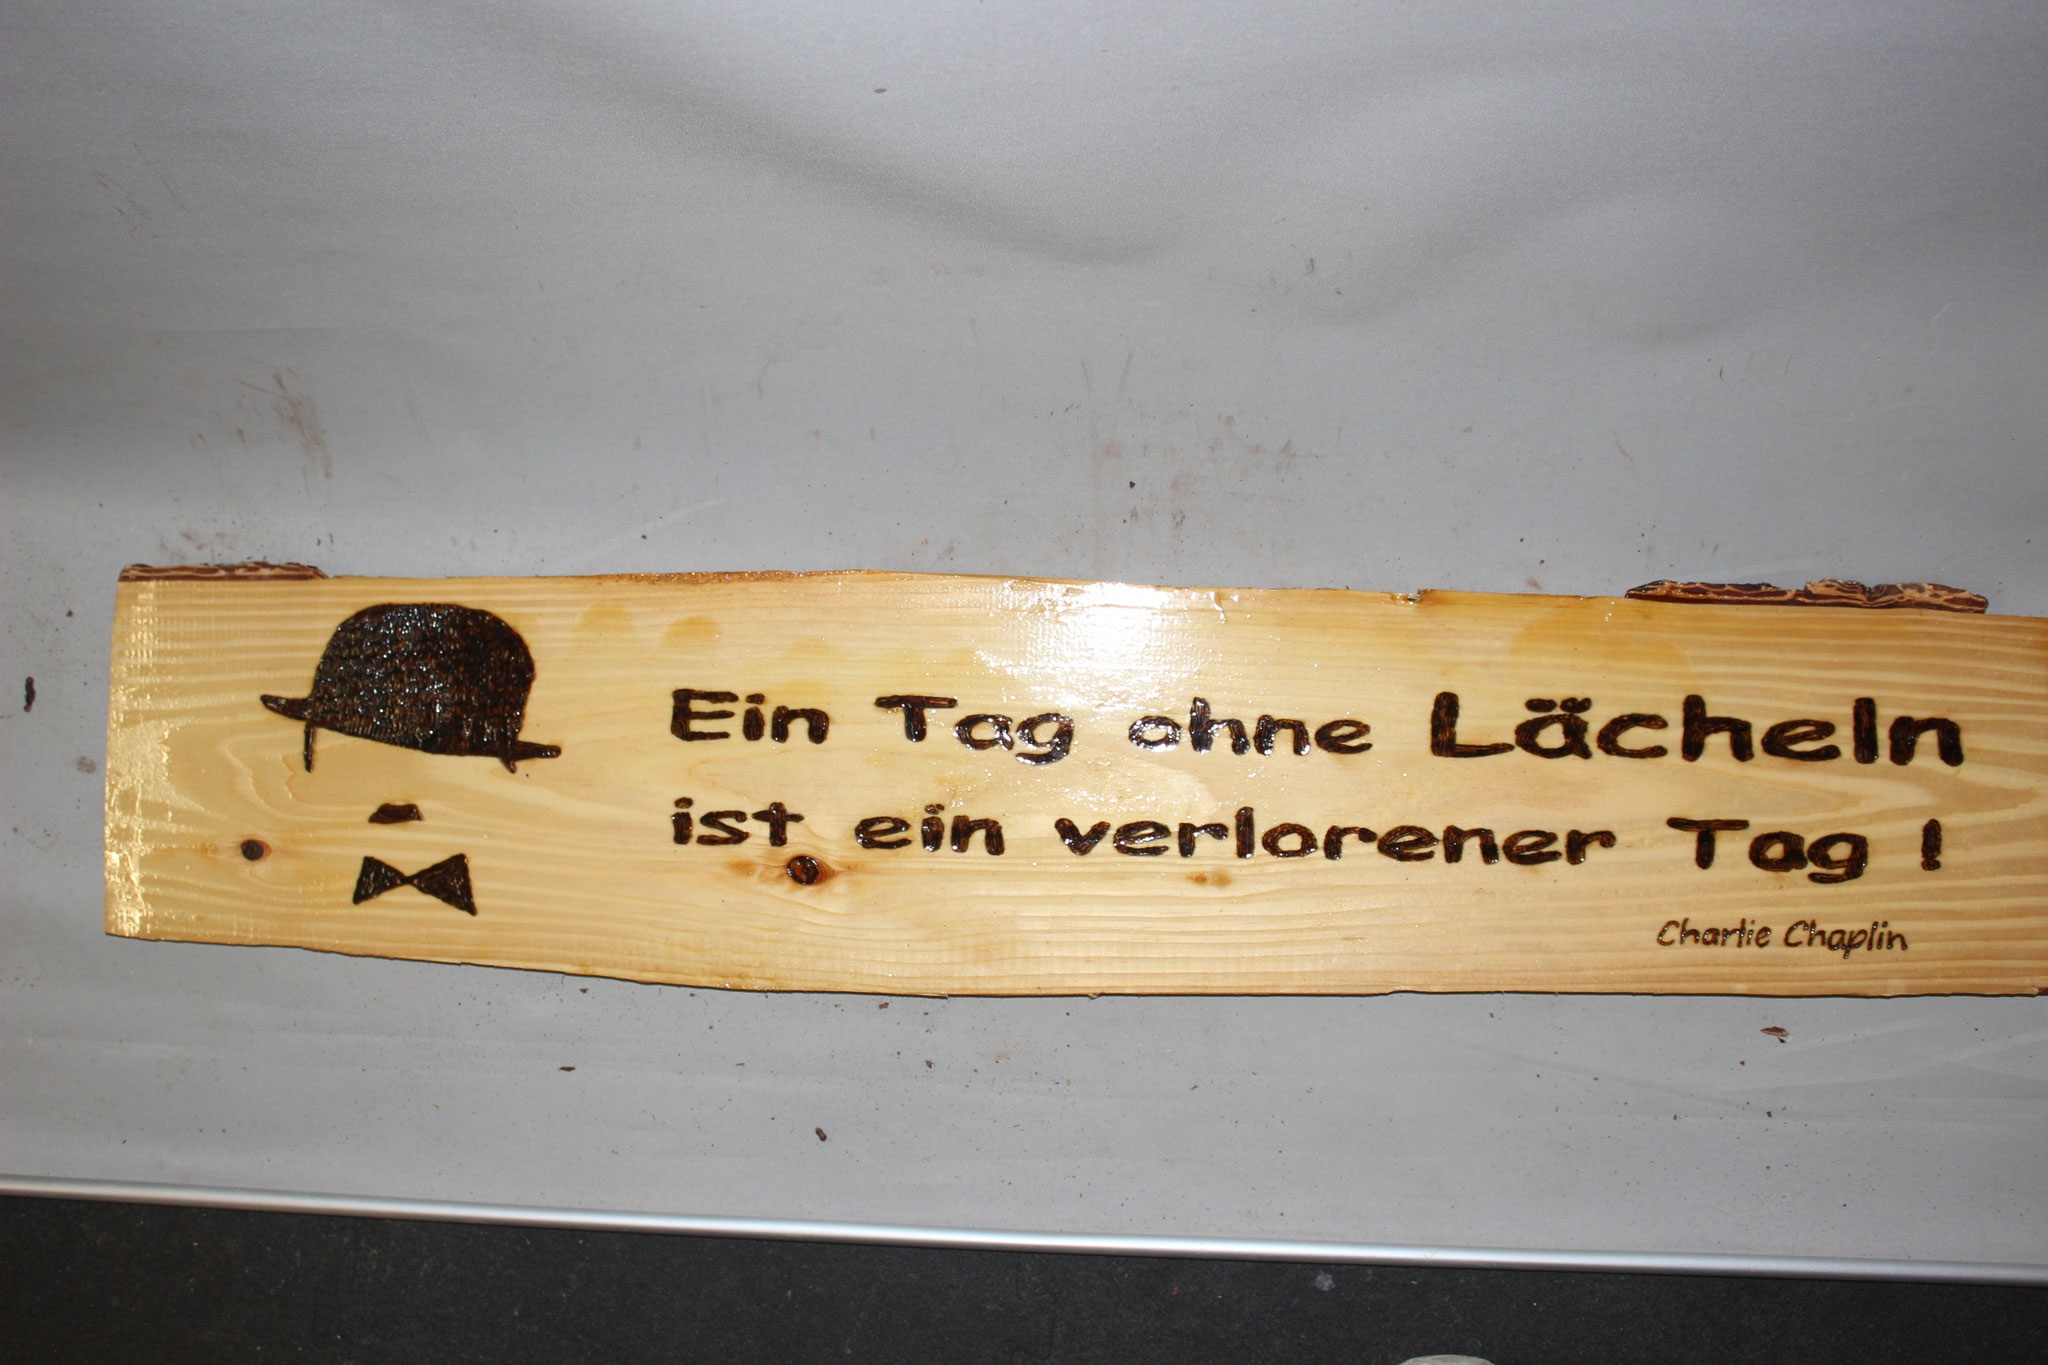 Ein Tag ohne Lächeln
ist ein verlorener Tag !
Charlie Chaplin